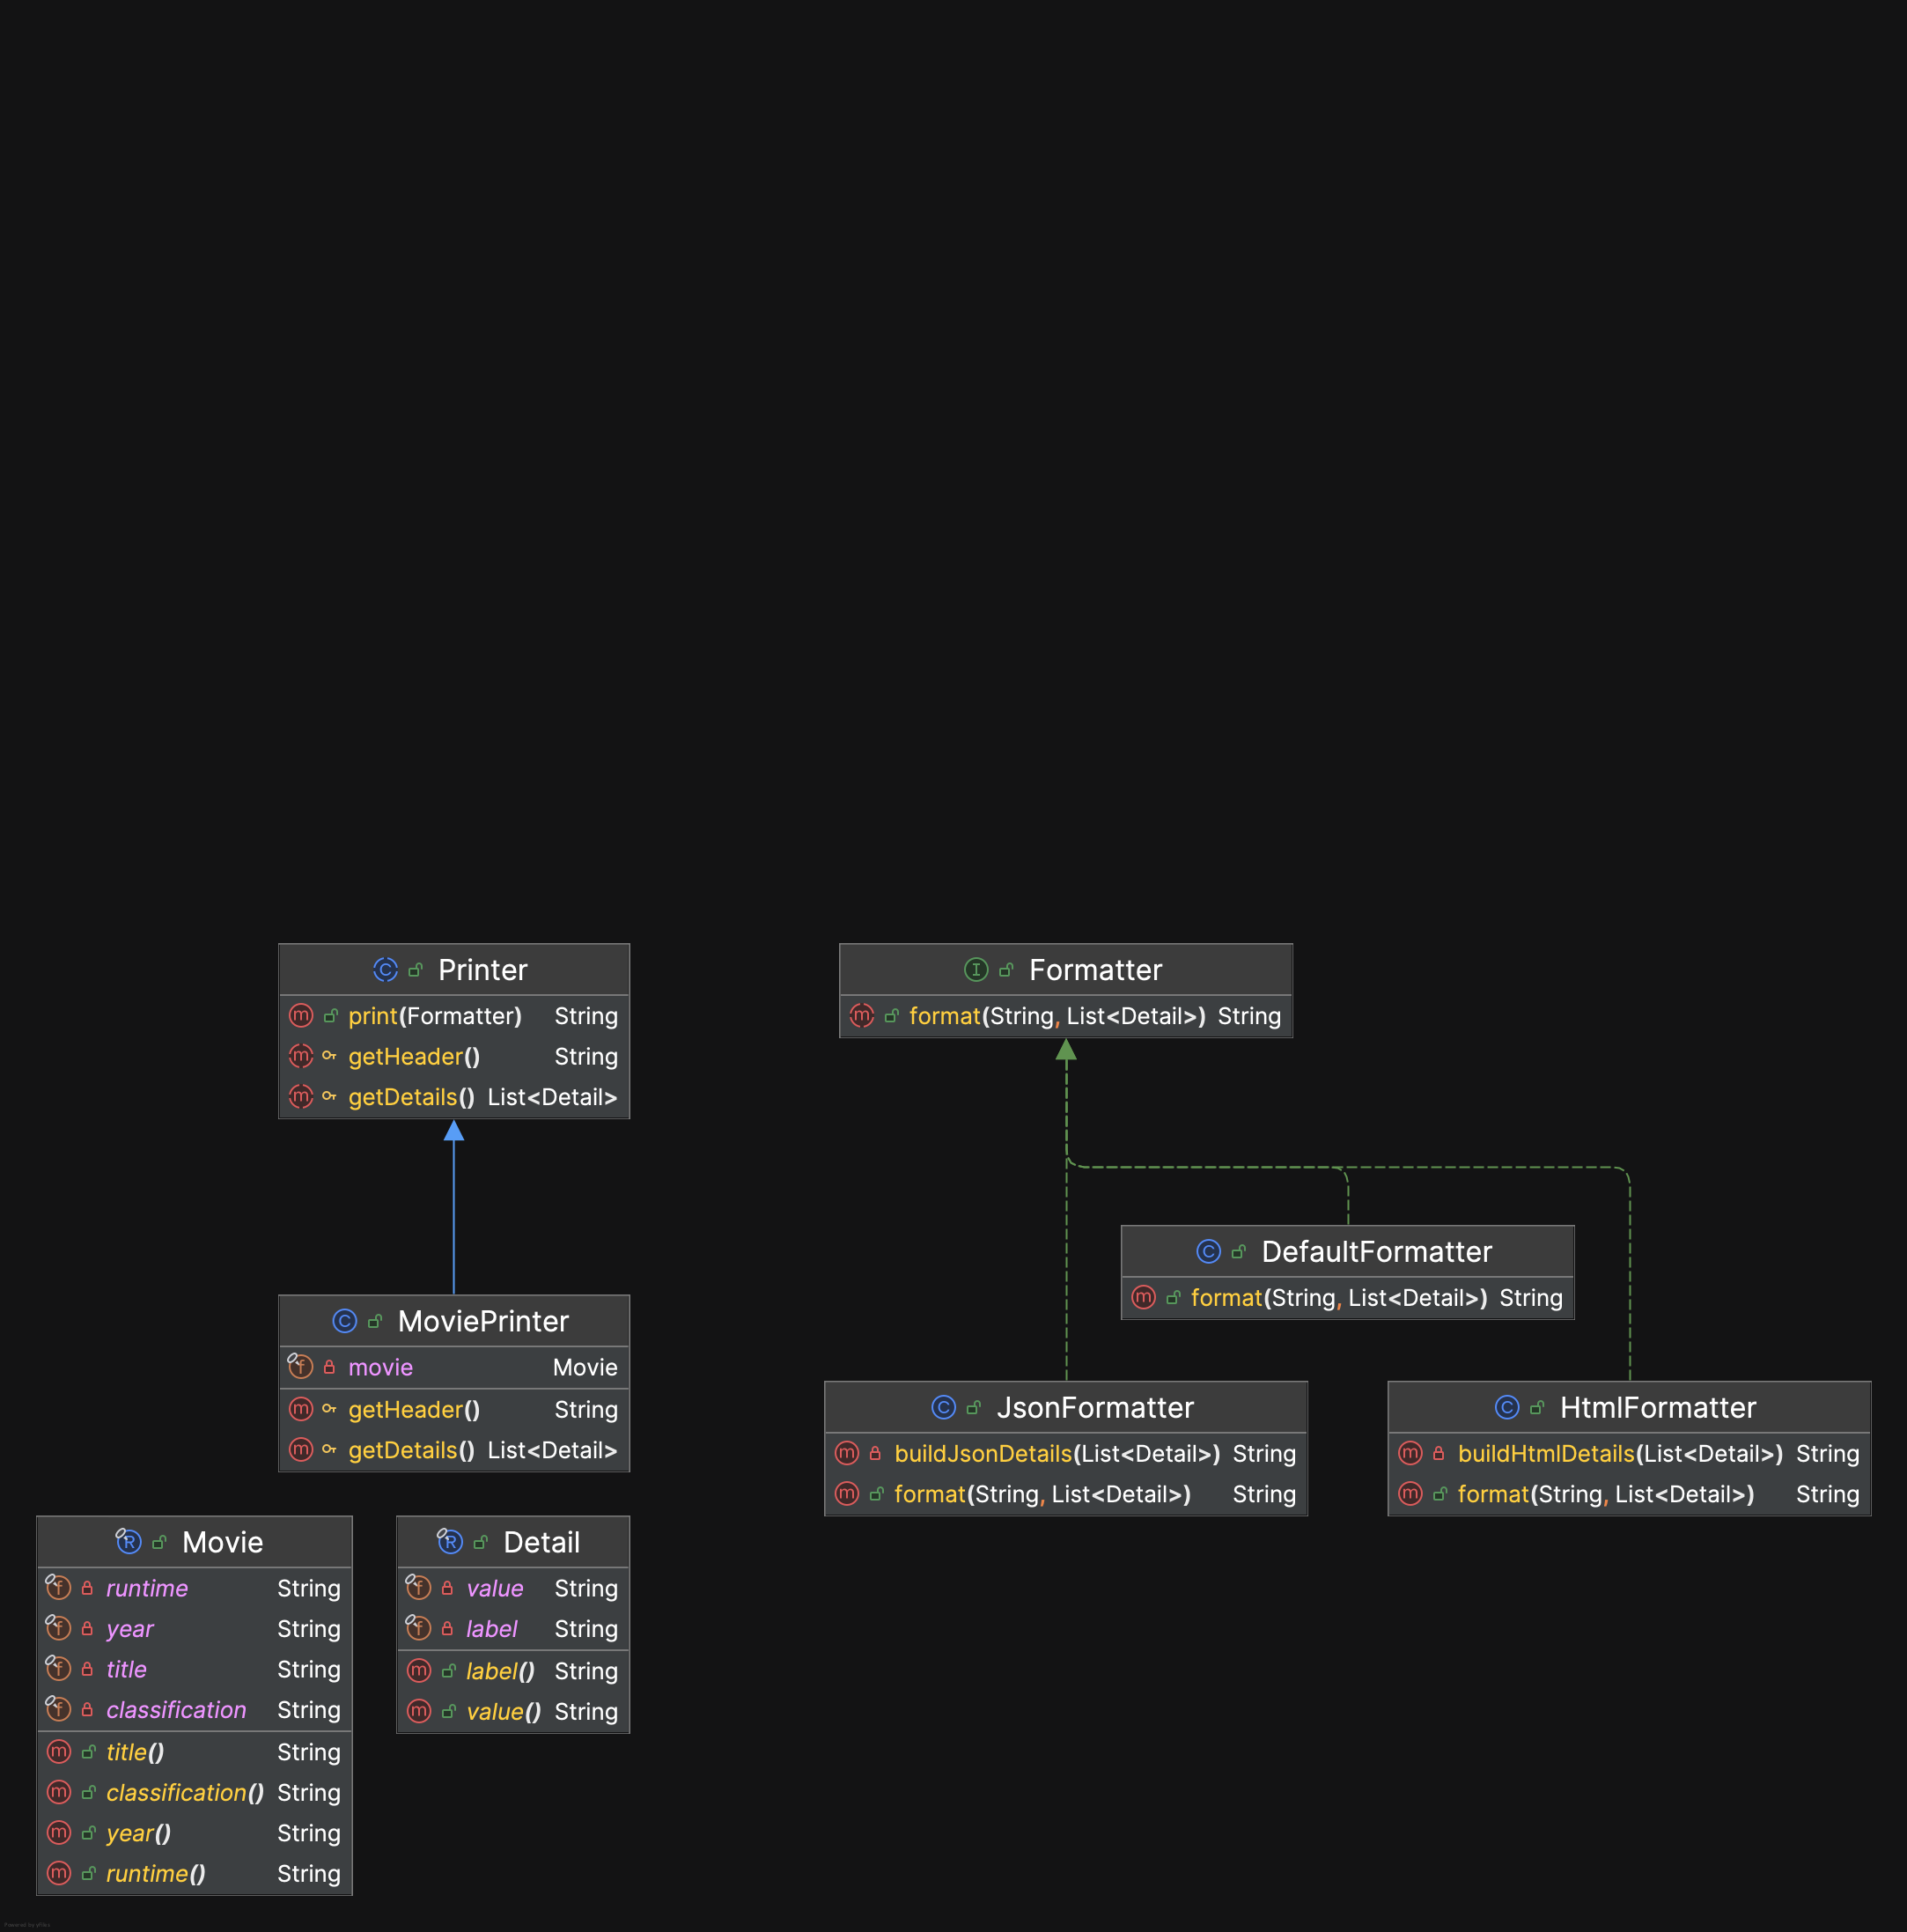 Printer
print(Formatter) String
getHeader() String
getDetails() List<Detail>
Formatter
format(String, List<Detail>) String
DefaultFormatter
format(String, List<Detail>) String
MoviePrinter
movie Movie
getHeader() String
getDetails() List<Detail>
JsonFormatter
buildJsonDetails(List<Detail>) String
format(String, List<Detail>) String
HtmlFormatter
buildHtmlDetails(List<Detail>) String
format(String, List<Detail>) String
Movie
runtime String
year String
title String
classification String
title() String
classification() String
year() String
runtime() String
Detail
value String
label String
label() String
value() String
Powered by yFiles